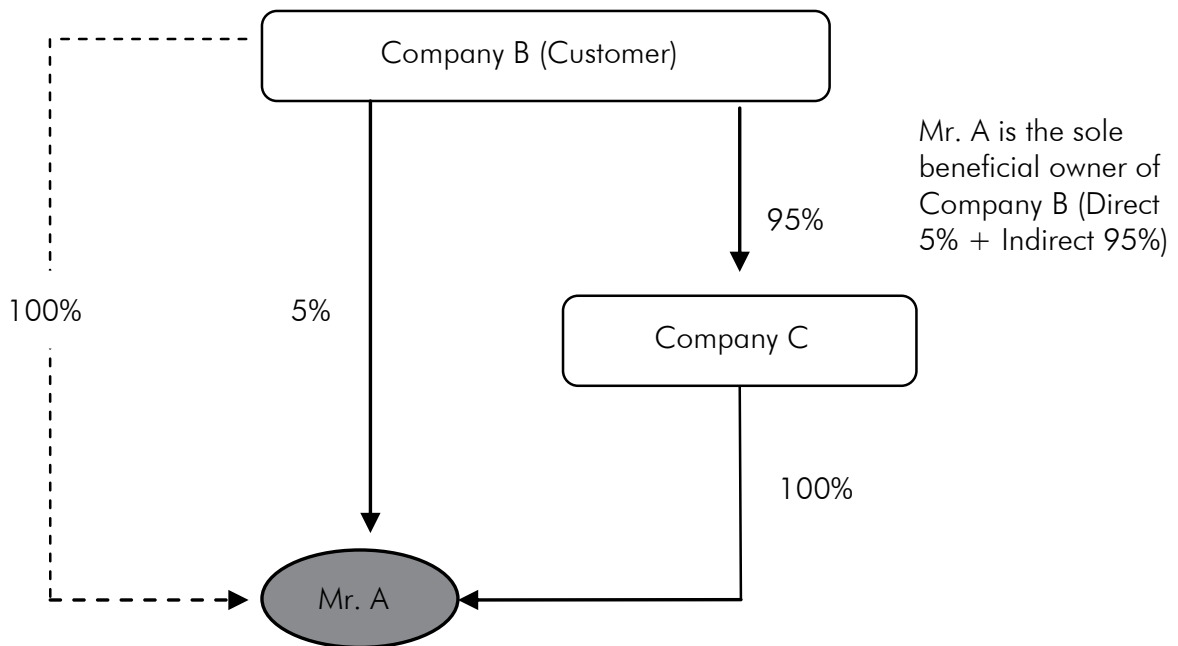 Company B (Customer)
Mr. A is the sole
beneficial owner of
Company B (Direct
5% + Indirect 95%)
95%
100%
5%
Company C
100%
Mr. A